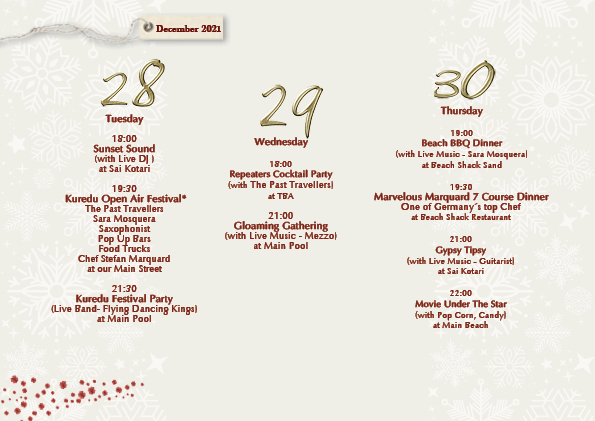 December 2021
28
Tuesday
18:00
Sunset Sound
(with Live Dj )
at Sai Kotari
19:30
Kuredu Open Air Festival*
The Past Travellers
Sara Mosquera
Saxophonist
Pop Up Bars
Food Trucks
Chef Stefan Marquard
at our Main Street
21:30
Kuredu Festival Party
(Live Band- Flying Dancing Kings)
at Main Pool
29
Wednesday
18:00
Repeaters Cocktail Party
(with The Past Travellers)
at TBA
21:00
Gloaming Gathering
(with Live Music - Mezzo)
at Main Pool
30
Thursday
19:00
Beach BBQ Dinner
(with Live Music - Sara Mosquera)
at Beach Shack Sand
19:30
Marvelous Marquard 7 Course Dinner
One of Germany´s top Chef
at Beach Shack Restaurant
21:00
Gypsy Tipsy
(with Live Music - Guitarist)
at Sai Kotari
22:00
Movie Under The Star
(with Pop Corn, Candy)
at Main Beach